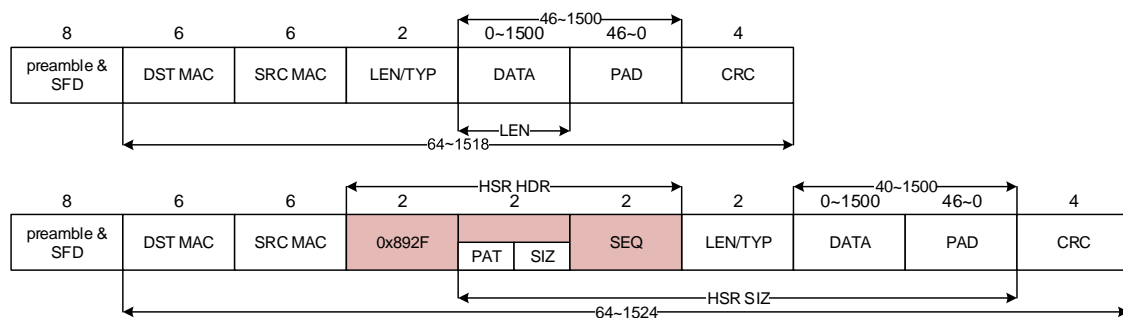 46~1500
8 6 6 2 0~1500 46~0 4
preamble & SFD DST MAC SRC MAC LEN/TYP DATA PAD CRC
LEN
64~1518
HSR HDR 40~1500
8 6 6 2 2 2 2 0~1500 46~0 4
preamble & SFD DST MAC SRC MAC 0x892F PAT SIZ SEQ LEN/TYP DATA PAD CRC
HSR SIZ
64~1524